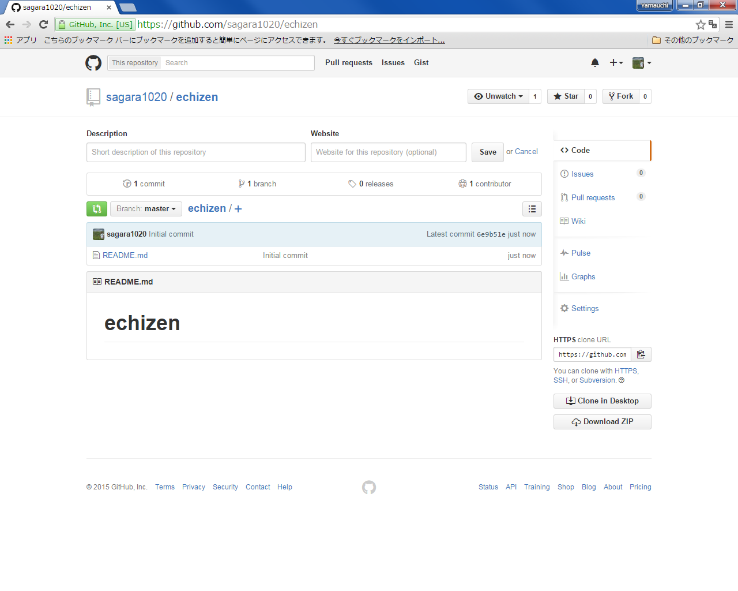 sagara1020/echizen
Yamauchi
GitHub, Inc. [US] https://github.com/sagara1020/echizen
アプリ こちらのブックマーク バーにブックマークを追加すると簡単にページにアクセスできます。 今すぐブックマークをインポート... その他のブックマーク
This repository Search Pull requests Issues Gist
sagara1020 / echizen Unwatch 1 Star 0 Fork 0
Description Website
Short description of this repository Website for this repository (optional) Save or Cancel
1 commit 1 branch 0 releases 1 contributor
Branch: master echizen / +
sagara1020 Initial commit Latest commit 6e9b51e just now
README.md Initial commit just now
README.md
echizen
Code
Issues 0
Pull requests 0
Wiki
Pulse
Graphs
Settings
HTTPS clone URL
https://github.com
You can clone with HTTPS,
SSH, or Subversion.
Clone in Desktop
Download ZIP
© 2015 GitHub, Inc. Terms Privacy Security Contact Help Status API Training Shop Blog About Pricing